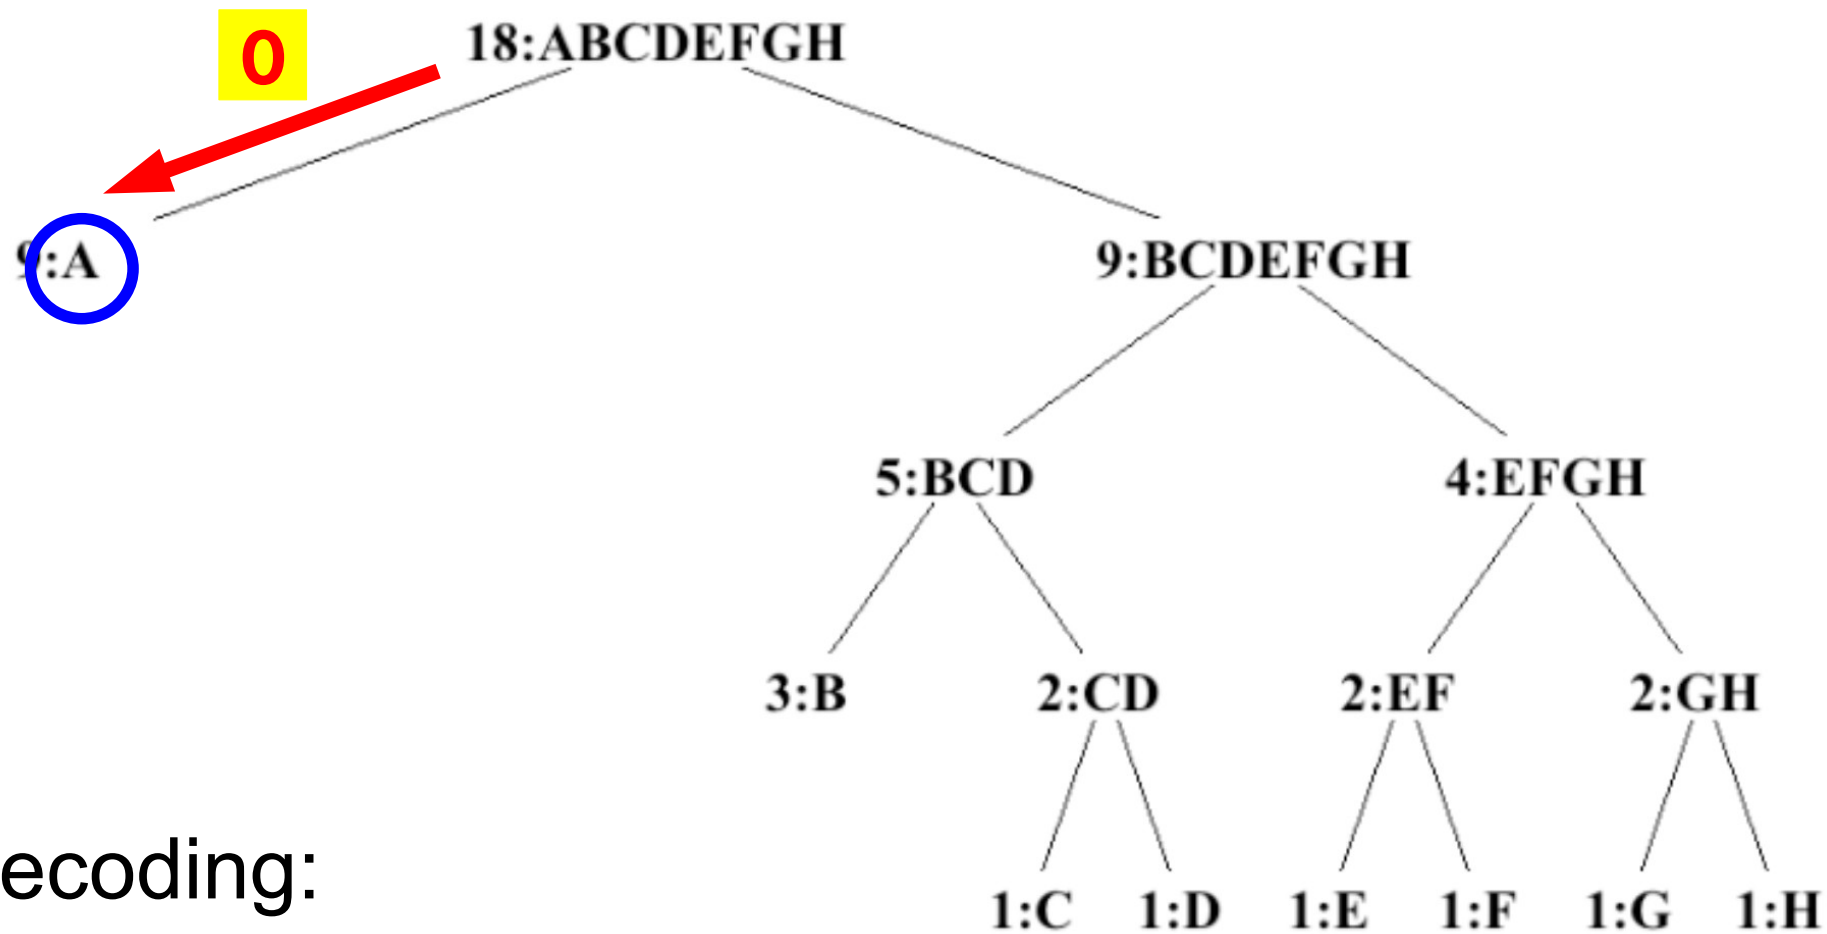 0
18:ABCDEFGH
9:A 9:BCDEFGH
5:BCD 4:EFGH
3:B 2:CD 2:EF 2:GH
1:C 1:D 1:E 1:F 1:G 1:H
ecoding: